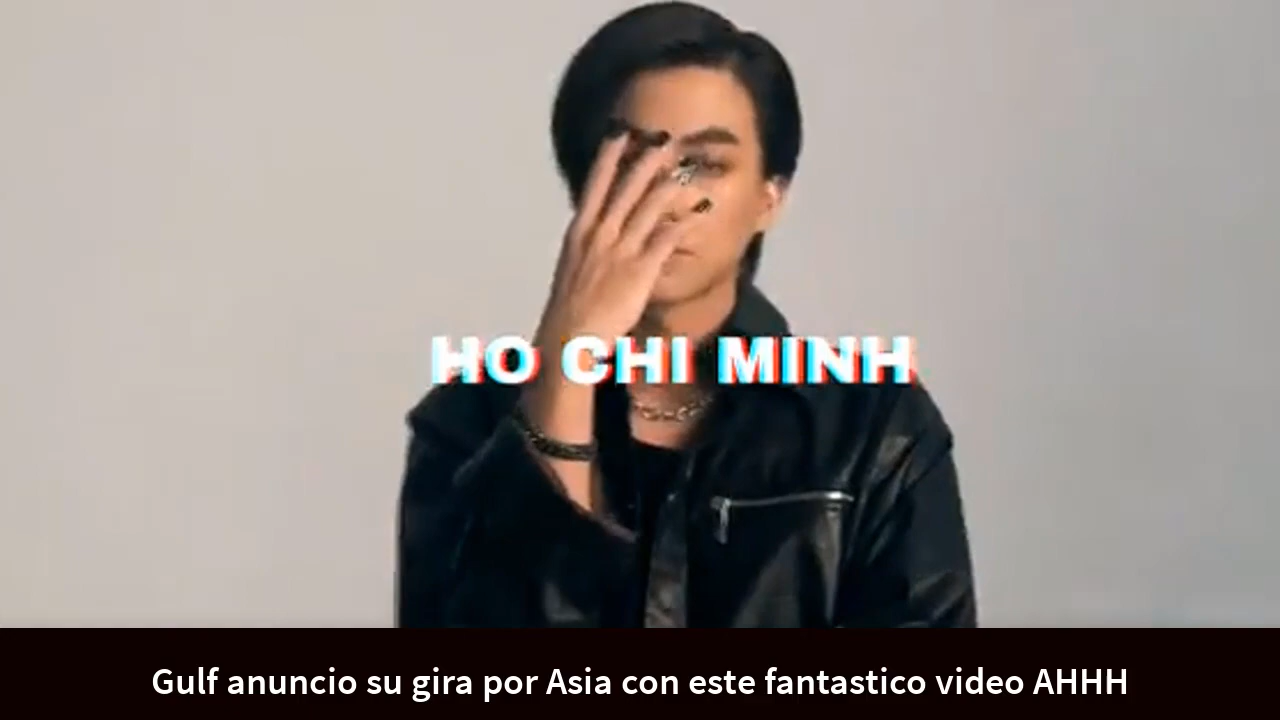 HO CHI MINH
Gulf anuncio su gira por Asia con este fantastico video AHHH